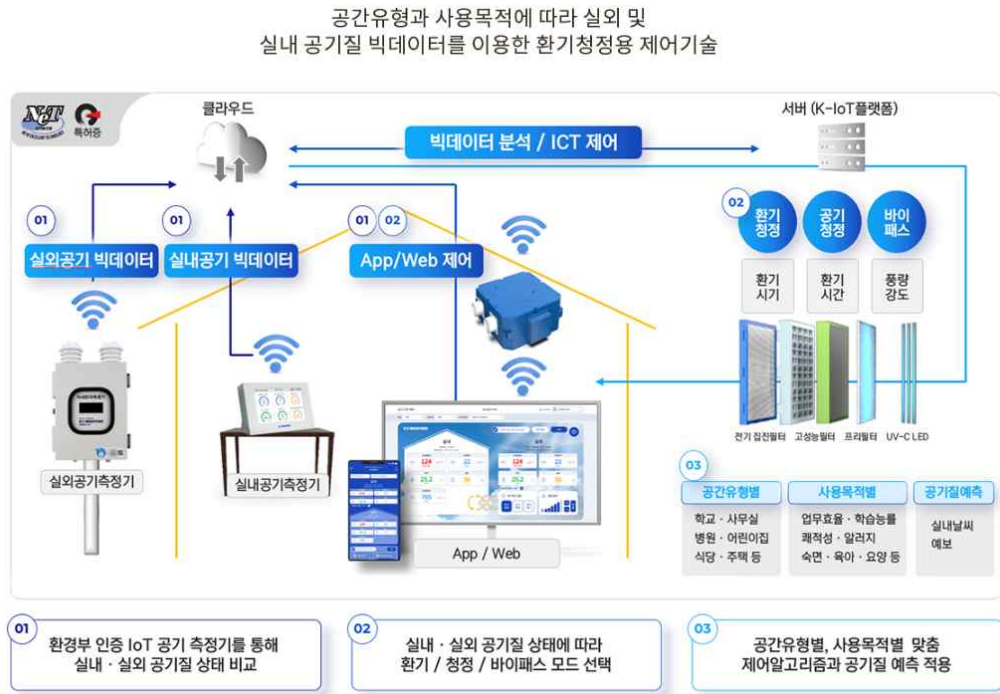 공간유형과 사용목적에 따라 실외 및
실내 공기질 빅데이터를 이용한 환기청정용 제어기술
NeT
특허증
클라우드
서버 (K-IoT플랫폼)
빅데이터 분석 / ICT 제어
01
01
01 02
02
환기
청정
공기
청정
바이
패스
실외공기 빅데이터
실내공기 빅데이터
App/Web 제어
환기
시기
환기
시간
풍량
강도
전기 집진필터
고성능필터
프리필터
UV-C LED
실외공기측정기
실내공기측정기
App / Web
03
공간유형별
사용목적별
공기질예측
학교 · 사무실
병원 · 어린이집
식당 · 주택 등
업무효율 · 학습능률
쾌적성 · 알러지
숙면 · 육아 · 요양 등
실내날씨
예보
01
환경부 인증 IoT 공기 측정기를 통해
실내 · 실외 공기질 상태 비교
02
실내 · 실외 공기질 상태에 따라
환기 / 청정 / 바이패스 모드 선택
03
공간유형별, 사용목적별 맞춤
제어알고리즘과 공기질 예측 적용